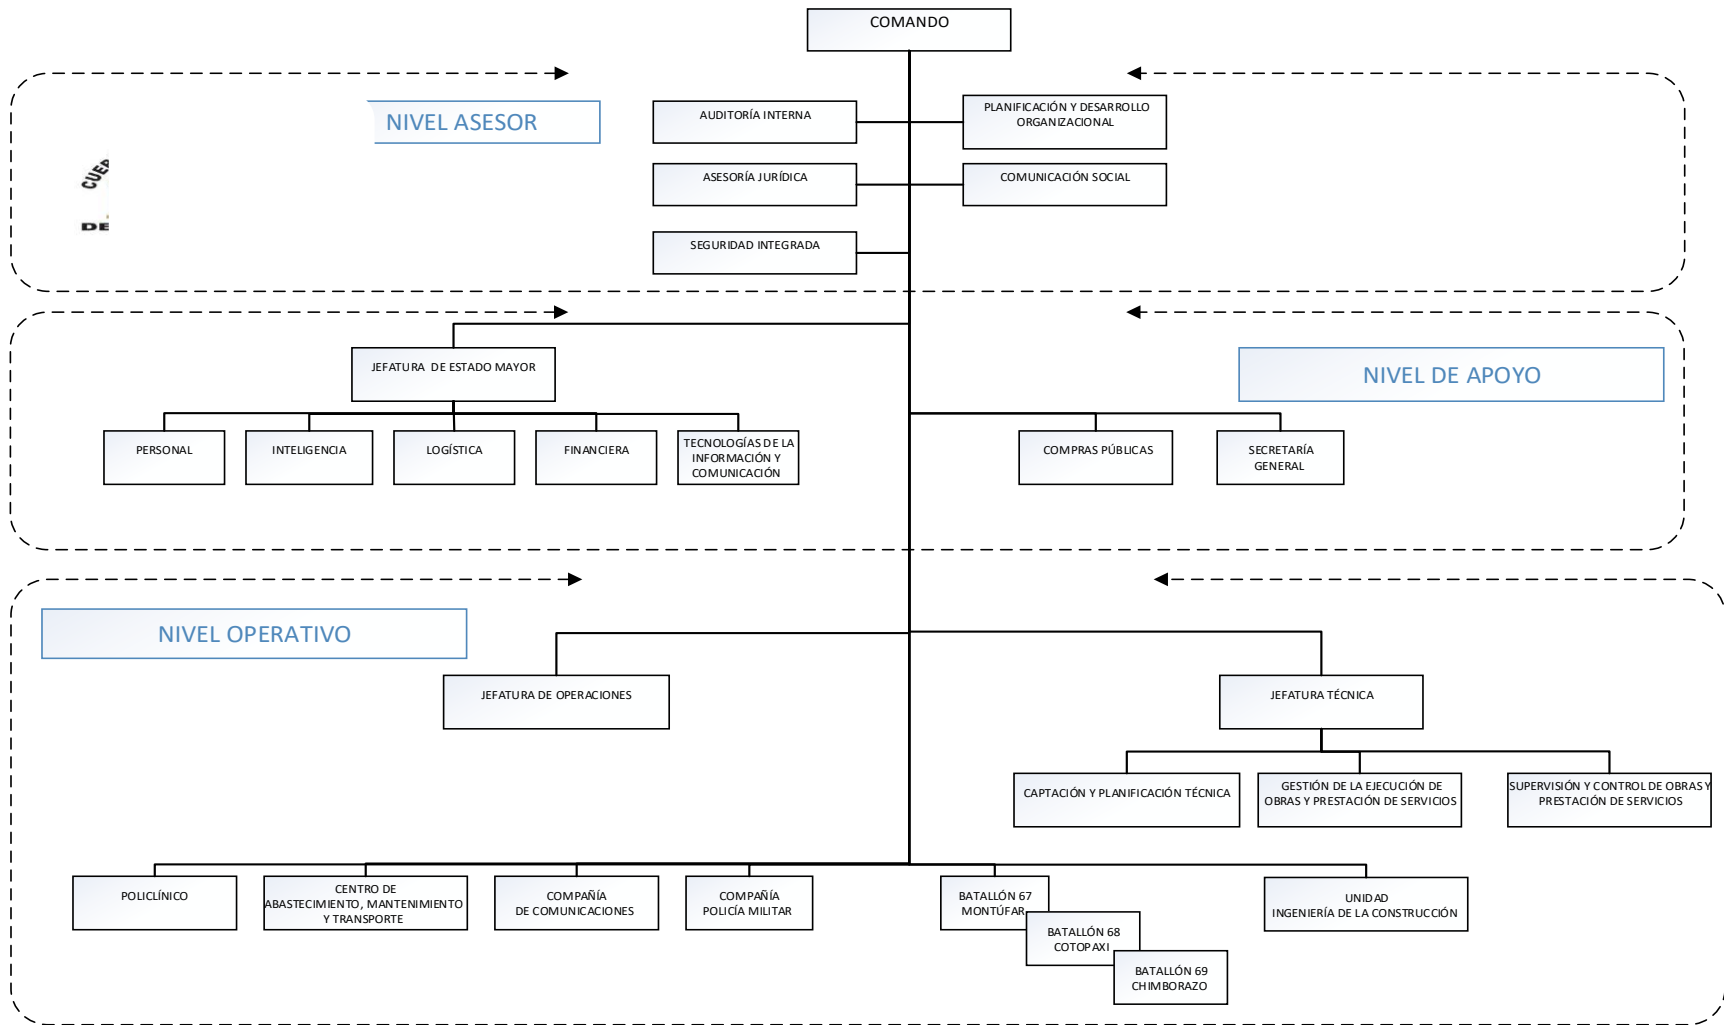 COMANDO
NIVEL ASESOR
AUDITORÍA INTERNA
PLANIFICACIÓN Y DESARROLLO
ORGANIZACIONAL
ASESORÍA JURÍDICA
COMUNICACIÓN SOCIAL
SEGURIDAD INTEGRADA
DE
JEFATURA DE ESTADO MAYOR
NIVEL DE APOYO
PERSONAL
INTELIGENCIA
LOGÍSTICA
FINANCIERA
TECNOLOGÍAS DE LA
INFORMACIÓN Y
COMUNICACIÓN
COMPRAS PÚBLICAS
SECRETARÍA
GENERAL
NIVEL OPERATIVO
JEFATURA DE OPERACIONES
JEFATURA TÉCNICA
CAPTACIÓN Y PLANIFICACIÓN TÉCNICA
GESTIÓN DE LA EJECUCIÓN DE
OBRAS Y PRESTACIÓN DE SERVICIOS
SUPERVISIÓN Y CONTROL DE OBRAS Y
PRESTACIÓN DE SERVICIOS
POLICLÍNICO
CENTRO DE
ABASTECIMIENTO, MANTENIMIENTO
Y TRANSPORTE
COMPAÑÍA
DE COMUNICACIONES
COMPAÑÍA
POLICÍA MILITAR
BATALLÓN 67
MONTÚFAR
BATALLÓN 68
COTOPAXI
BATALLÓN 69
CHIMBORAZO
UNIDAD
INGENIERÍA DE LA CONSTRUCCIÓN